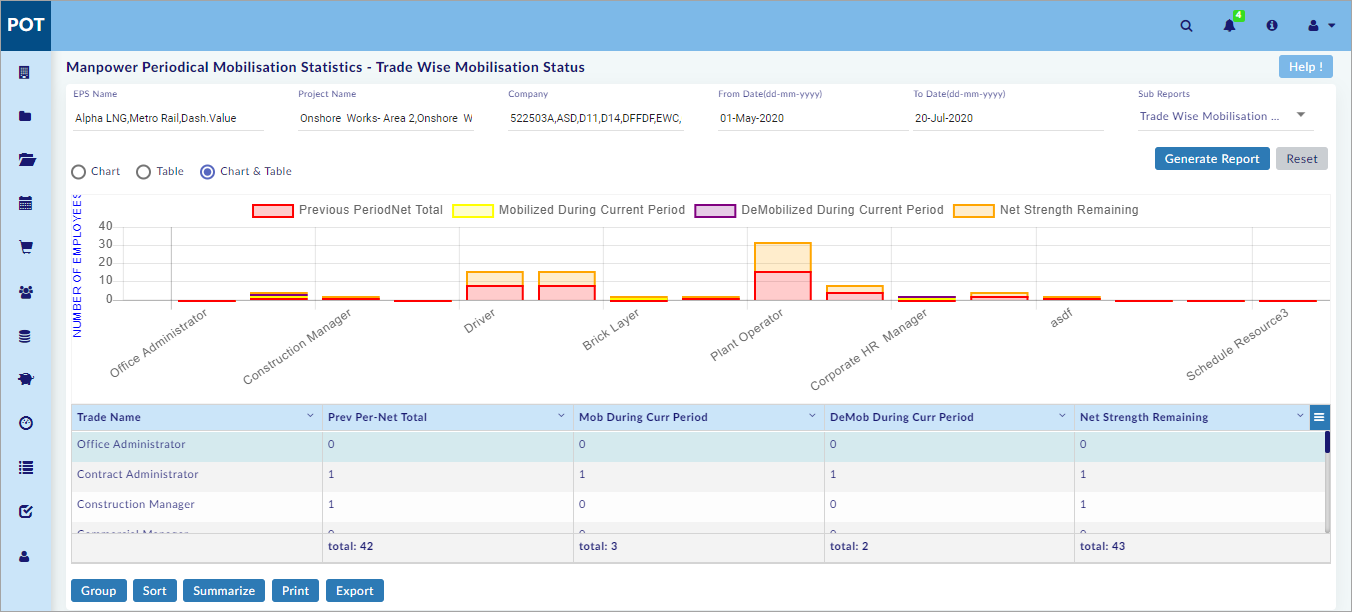 POT
4
Manpower Periodical Mobilisation Statistics - Trade Wise Mobilisation Status
Help !
EPS Name
Project Name
Company
From Date(dd-mm-yyyy)
To Date(dd-mm-yyyy)
Sub Reports
Alpha LNG,Metro Rail,Dash.Value
Onshore Works- Area 2,Onshore W
522503A,ASD,D11,D14,DFFDF,EWC,
01-May-2020
20-Jul-2020
Trade Wise Mobilisation ...
Generate Report
Reset
Chart
Table
Chart & Table
NUMBER OF EMPLOYEES
Previous PeriodNet Total
Mobilized During Current Period
DeMobilized During Current Period
Net Strength Remaining
40
30
20
10
0
Office Administrator
Construction Manager
Driver
Brick Layer
Plant Operator
Corporate HR Manager
asdf
Schedule Resource3
Trade Name
Prev Per-Net Total
Mob During Curr Period
DeMob During Curr Period
Net Strength Remaining
Office Administrator 0 0 0 0
Contract Administrator 1 1 1 1
Construction Manager 1 0 0 1
Commercial Manager 0 0 0 0
total: 42 total: 3 total: 2 total: 43
Group
Sort
Summarize
Print
Export